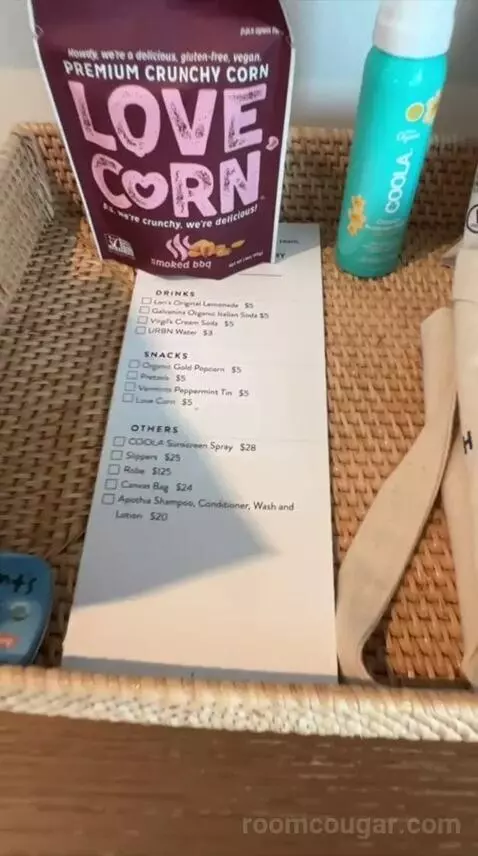 Howdy, we're a delicious, gluten-free, vegan.
PREMIUM CRUNCHY CORN
LOVE
CORN
p.s. we're crunchy, we're delicious!
smoked bbq
COOLA
DRINKS
Lori's Original Lemonade $5
Galvanina Organic Italian Soda $5
Virgil's Cream Soda $5
URBN Water $3
SNACKS
Organic Gold Popcorn $5
Pretzels $5
Vermints Peppermint Tin $5
Love Corn $5
OTHERS
COOLA Sunscreen Spray $28
Slippers $25
Robe $125
Canvas Bag $24
Apothia Shampoo, Conditioner, Wash and
Lotion $20
H
roomcougar.com